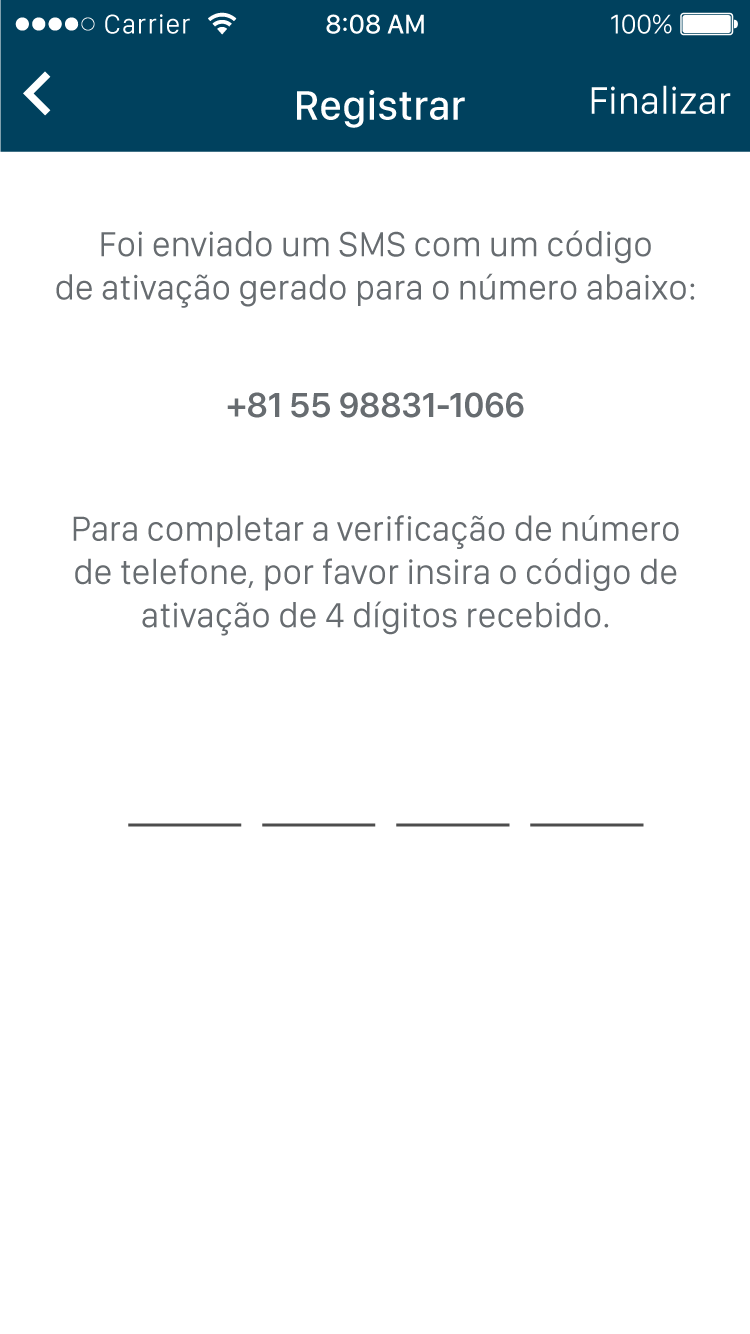 Carrier 8:08 AM 100%
Registrar Finalizar
Foi enviado um SMS com um código
de ativação gerado para o número abaixo:
+81 55 98831-1066
Para completar a verificação de número
de telefone, por favor insira o código de
ativação de 4 dígitos recebido.